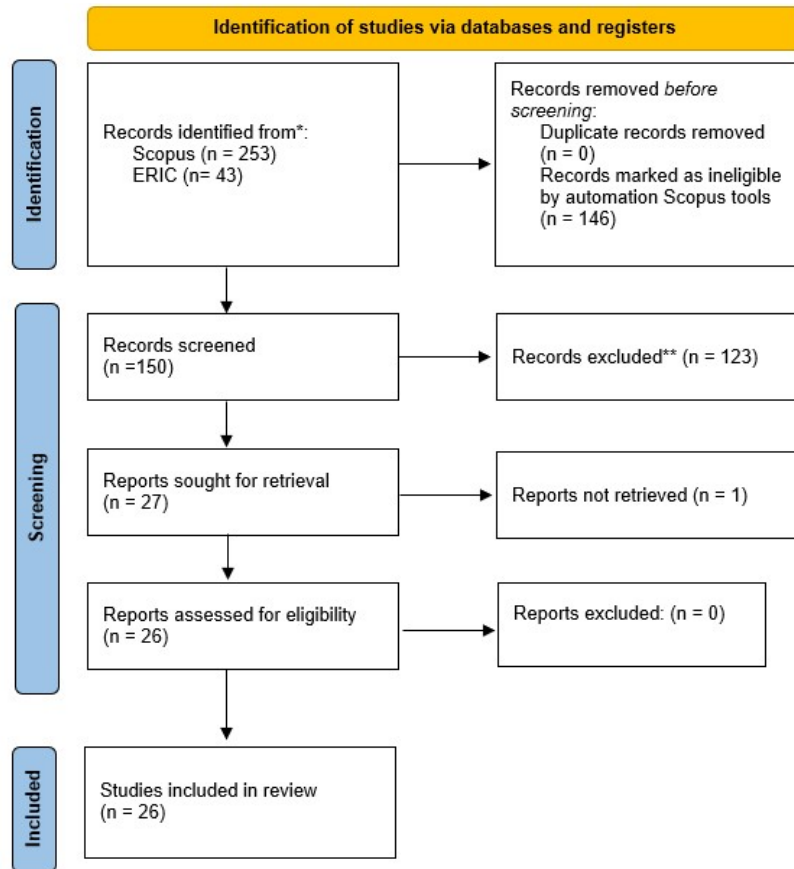 Identification of studies via databases and registers
Identification
Records identified from*:
Scopus (n = 253)
ERIC (n= 43)
Records removed before
screening:
Duplicate records removed
(n = 0)
Records marked as ineligible
by automation Scopus tools
(n = 146)
Screening
Records screened
(n =150)
Records excluded** (n = 123)
Reports sought for retrieval
(n = 27)
Reports not retrieved (n = 1)
Reports assessed for eligibility
(n = 26)
Reports excluded: (n = 0)
Included
Studies included in review
(n = 26)